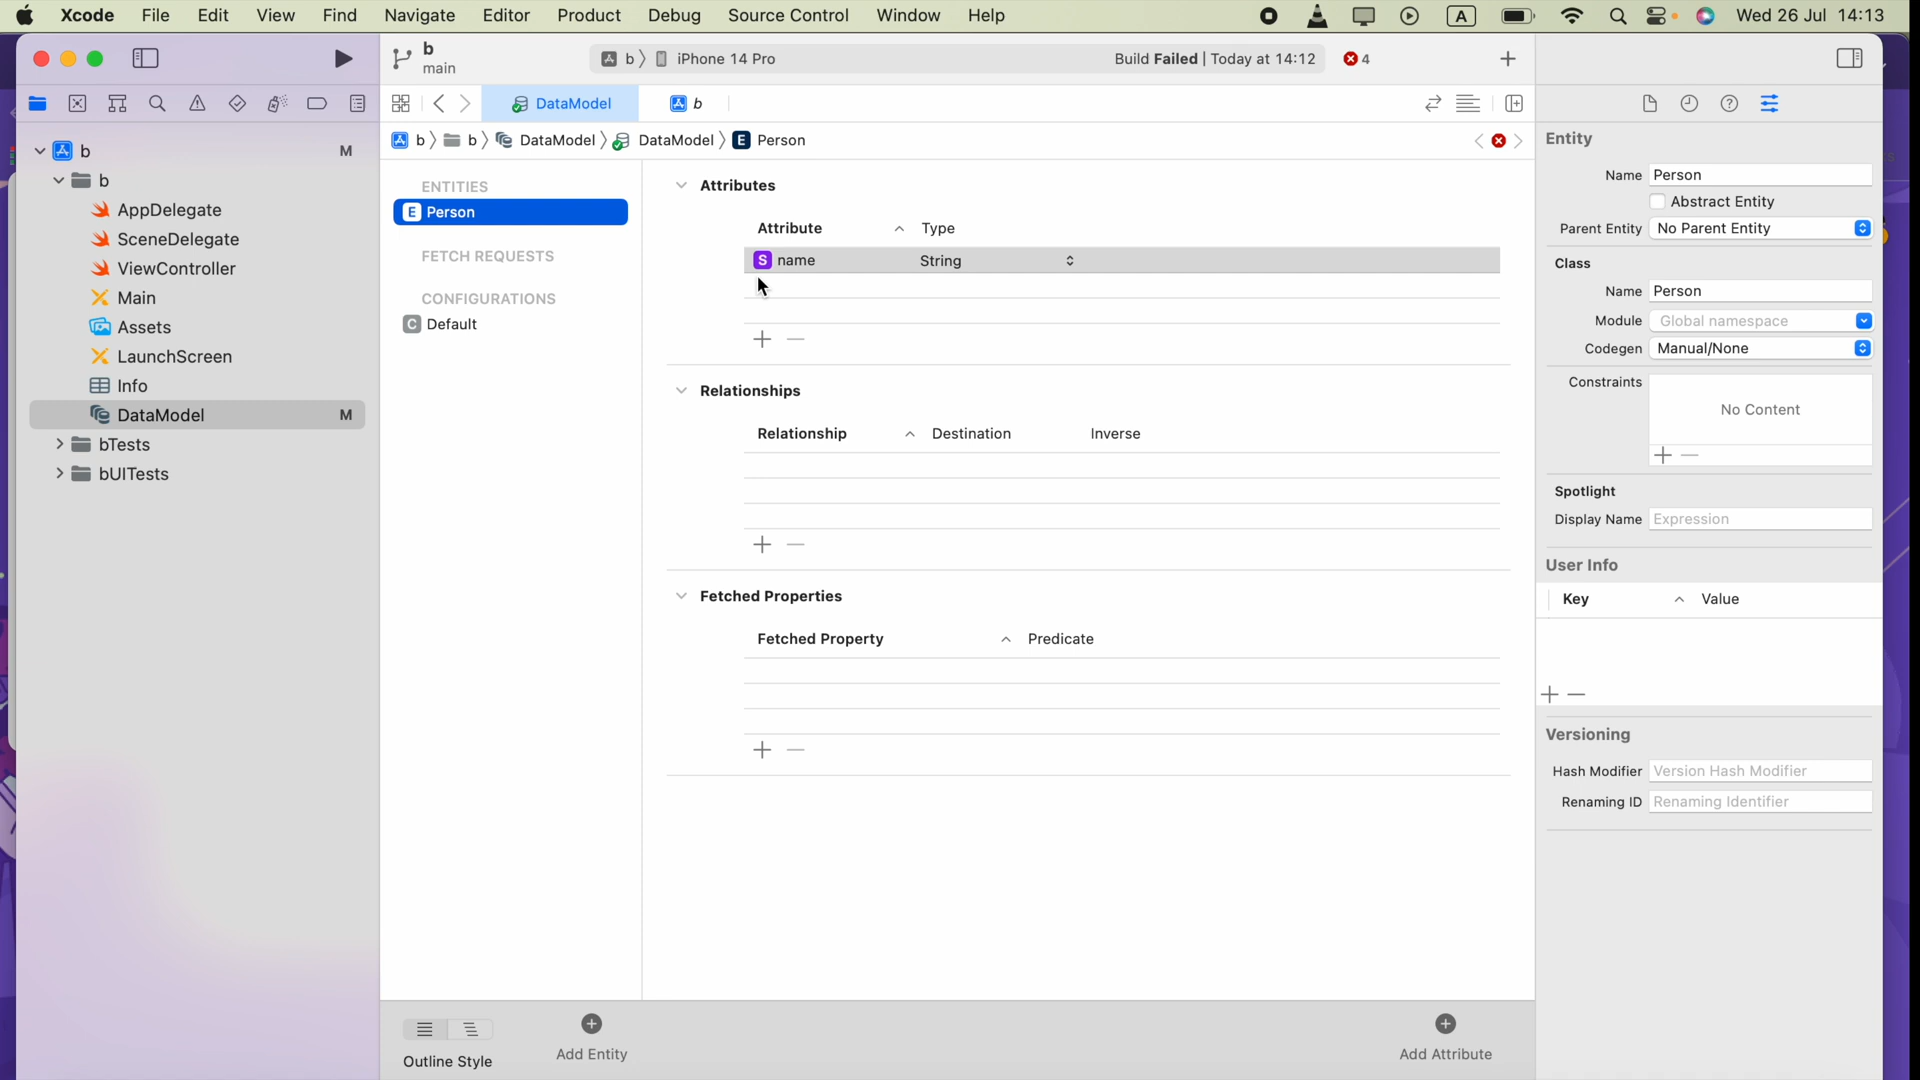 Xcode File Edit View Find Navigate Editor Product Debug Source Control Window Help A Wed 26 Jul 14:13
b
main
b iPhone 14 Pro Build Failed | Today at 14:12 4
DataModel b
b b DataModel DataModel E Person
b M
b
AppDelegate
SceneDelegate
ViewController
Main
Assets
LaunchScreen
Info
DataModel M
bTests
bUITests
ENTITIES
E Person
FETCH REQUESTS
CONFIGURATIONS
C Default
Attributes
Attribute Type
S name String
Relationships
Relationship Destination Inverse
Fetched Properties
Fetched Property Predicate
Outline Style
Add Entity
Add Attribute
Entity
Name Person
Abstract Entity
Parent Entity No Parent Entity
Class
Name Person
Module Global namespace
Codegen Manual/None
Constraints
No Content
Spotlight
Display Name Expression
User Info
Key Value
Versioning
Hash Modifier Version Hash Modifier
Renaming ID Renaming Identifier